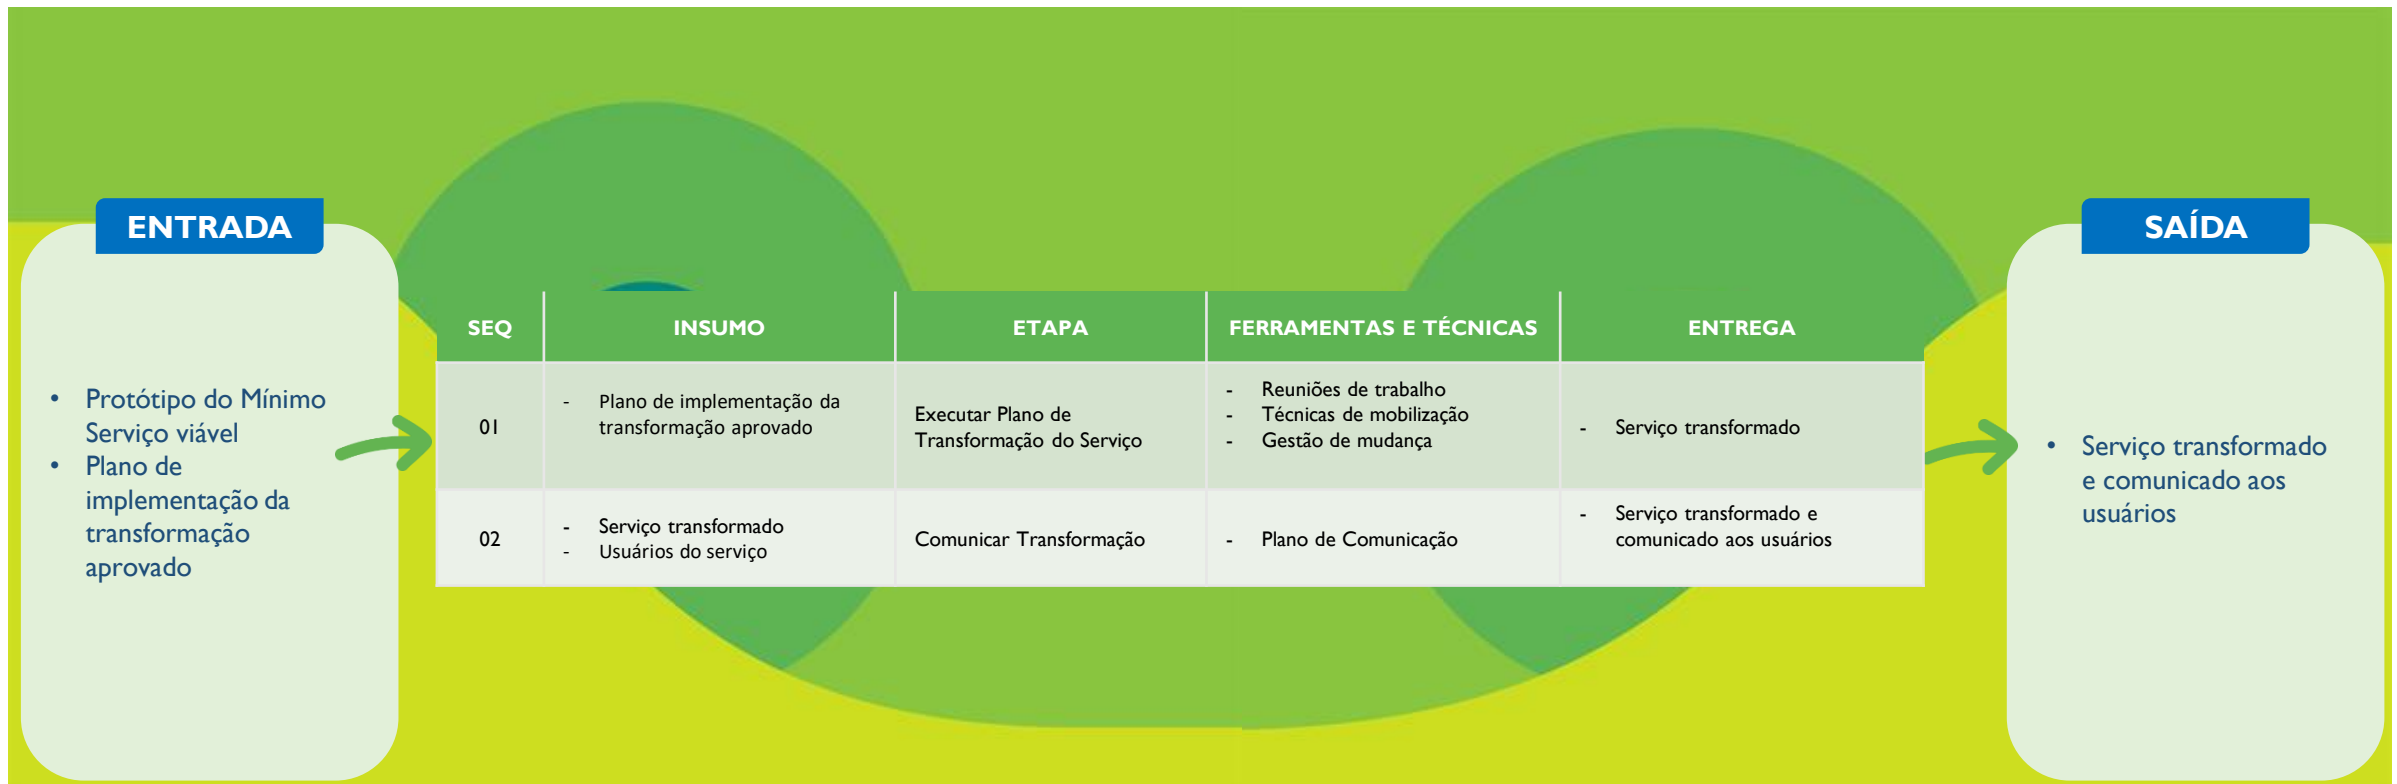 ENTRADA
• Protótipo do Mínimo
Serviço viável
• Plano de
implementação da
transformação
aprovado
SEQ INSUMO ETAPA FERRAMENTAS E TÉCNICAS ENTREGA
01
- Plano de implementação da
transformação aprovado
Executar Plano de
Transformação do Serviço
- Reuniões de trabalho
- Técnicas de mobilização
- Gestão de mudança
- Serviço transformado
02
- Serviço transformado
- Usuários do serviço
Comunicar Transformação
- Plano de Comunicação
- Serviço transformado e
comunicado aos usuários
SAÍDA
• Serviço transformado
e comunicado aos
usuários